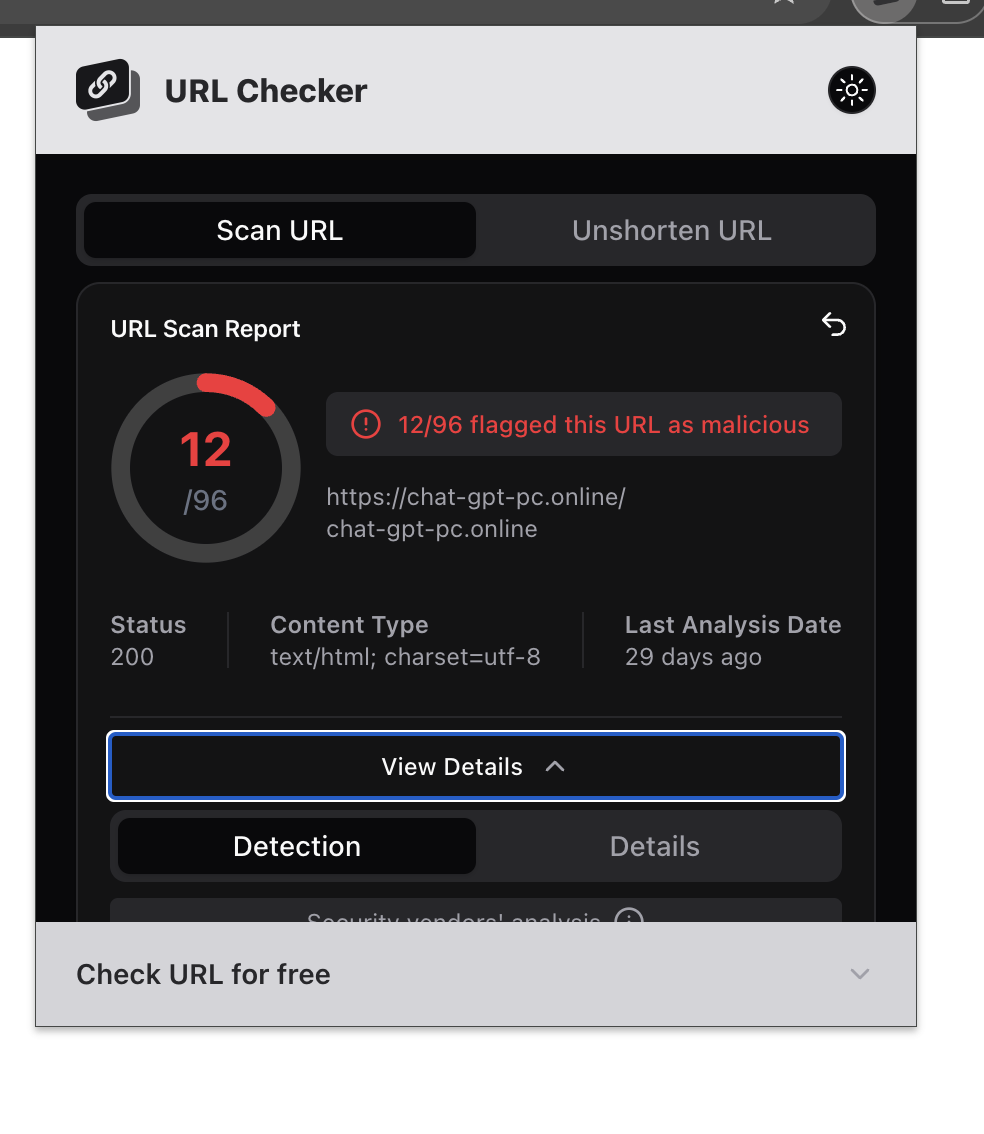 URL Checker
Scan URL
Unshorten URL
URL Scan Report
12
/96
12/96 flagged this URL as malicious
https://chat-gpt-pc.online/
chat-gpt-pc.online
Status
200
Content Type
text/html; charset=utf-8
Last Analysis Date
29 days ago
View Details
Detection
Details
Security vendors' analysis
Check URL for free